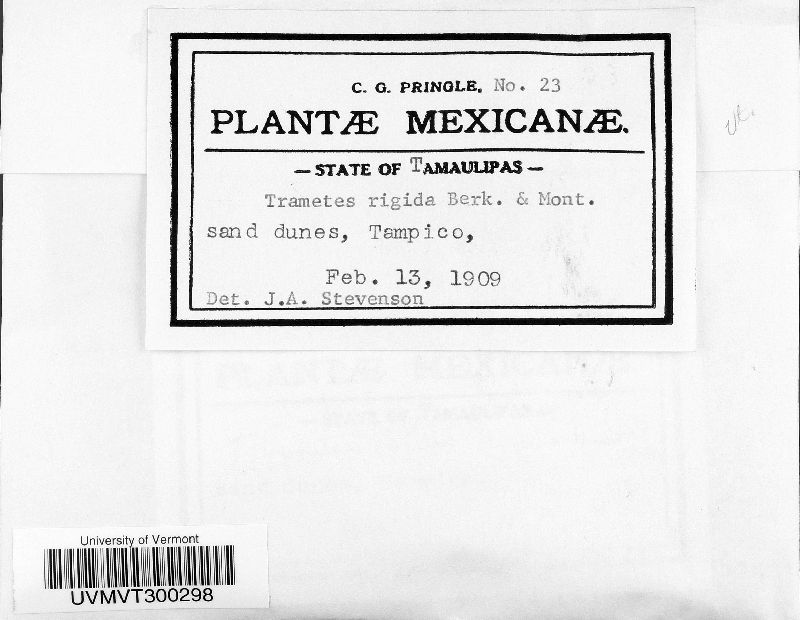 C. G. PRINGLE, No. 23
PLANTÆ MEXICANÆ.
— STATE OF TAMAULIPAS —
Trametes rigida Berk. & Mont.
sand dunes, Tampico,
Feb. 13, 1909
Det. J.A. Stevenson
University of Vermont
UVMVT300298